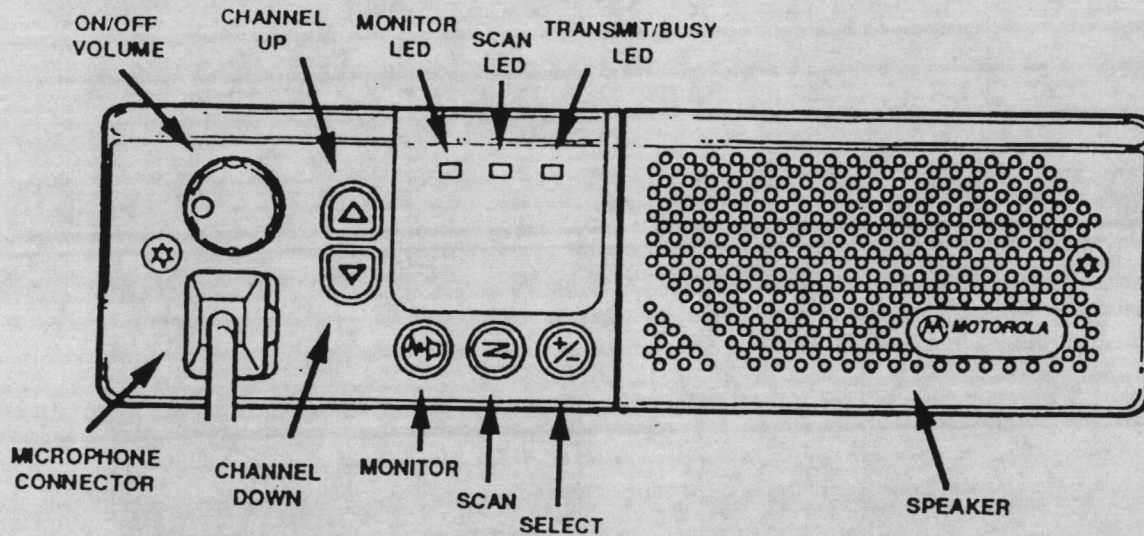 ON/OFF
VOLUME
CHANNEL
UP
MONITOR
LED
SCAN
LED
TRANSMIT/BUSY
LED
+/-
MOTOROLA
MICROPHONE
CONNECTOR
CHANNEL
DOWN
MONITOR
SCAN
SELECT
SPEAKER